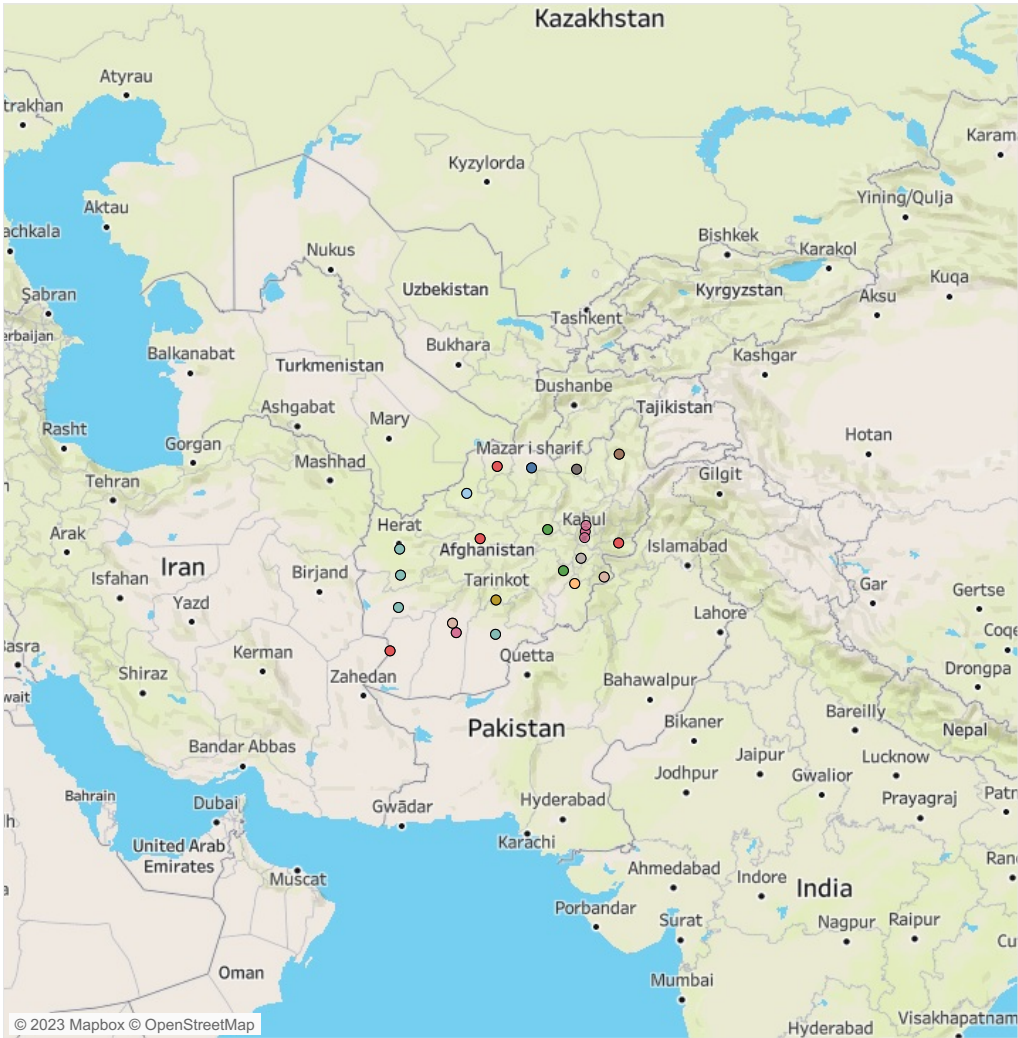 Kazakhstan
Atyrau
trakhan
Karam
Kyzylorda
Yining/Qulja
Aktau
achkala
Bishkek
Karakol
Nukus
Kuqa
Uzbekistan
Kyrgyzstan
Şabran
Aksu
Tashkent
erbaijan
Bukhara
Balkanabat
Kashgar
Turkmenistan
Dushanbe
Ashgabat
Tajikistan
Mary
Rasht
Hotan
Gorgan
Mazar i sharif
Mashhad
Gilgit
Tehran
Kabul
Herat
Arak
Islamabad
Afghanistan
Iran
Birjand
Isfahan
Tarinkot
Gar
Gertse
Yazd
Lahore
Coqe
Basra
Kerman
Quetta
Shiraz
Zahedan
Drongpa
Bahawalpur
wait
Bareilly
Pakistan
Bikaner
Nepal
Bandar Abbas
Jaipur
Lucknow
Jodhpur
Gwalior
Bahrain
Dubai
Gwādar
Hyderabad
Prayagraj
Patn
Karachi
United Arab
Emirates
Ahmedabad
Ranc
Muscat
Indore
India
Porbandar
Surat
Nagpur
Raipur
Cu
Oman
Mumbai
Visakhapatnam
Hyderabad
© 2023 Mapbox © OpenStreetMap